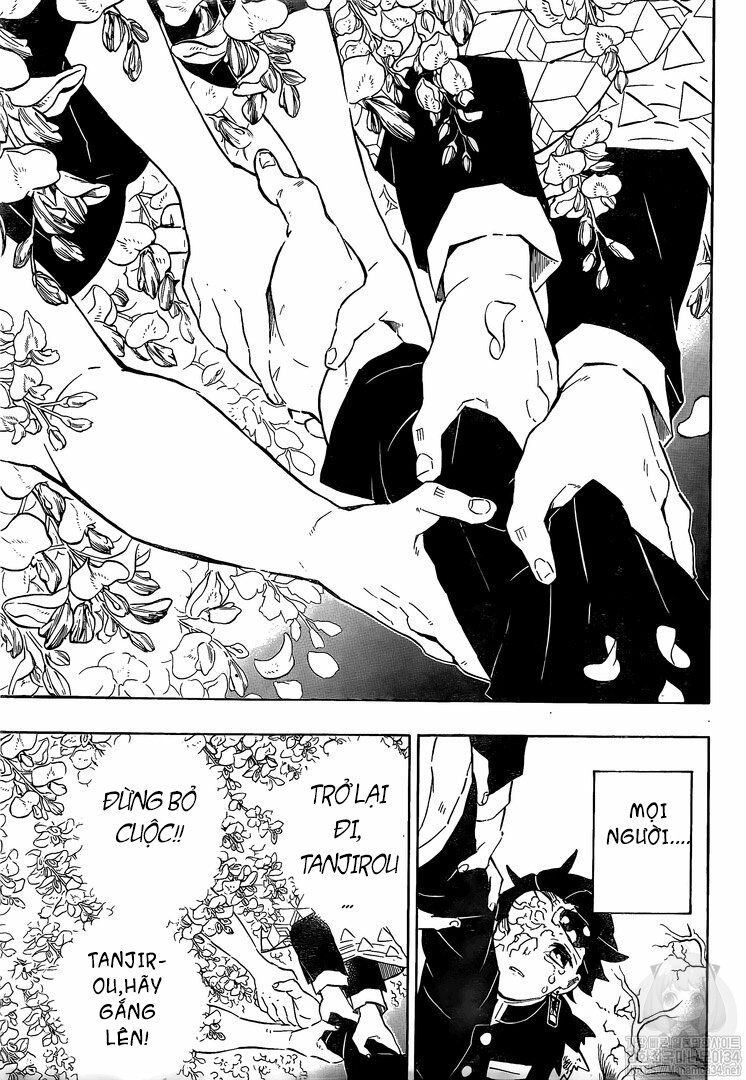 MỌI
NGƯỜI....
TRỞ LẠI
ĐI,
TANJIROU
...
ĐỪNG BỎ
CUỘC!!
TANJIR-
OU,HÃY
GẮNG
LÊN!